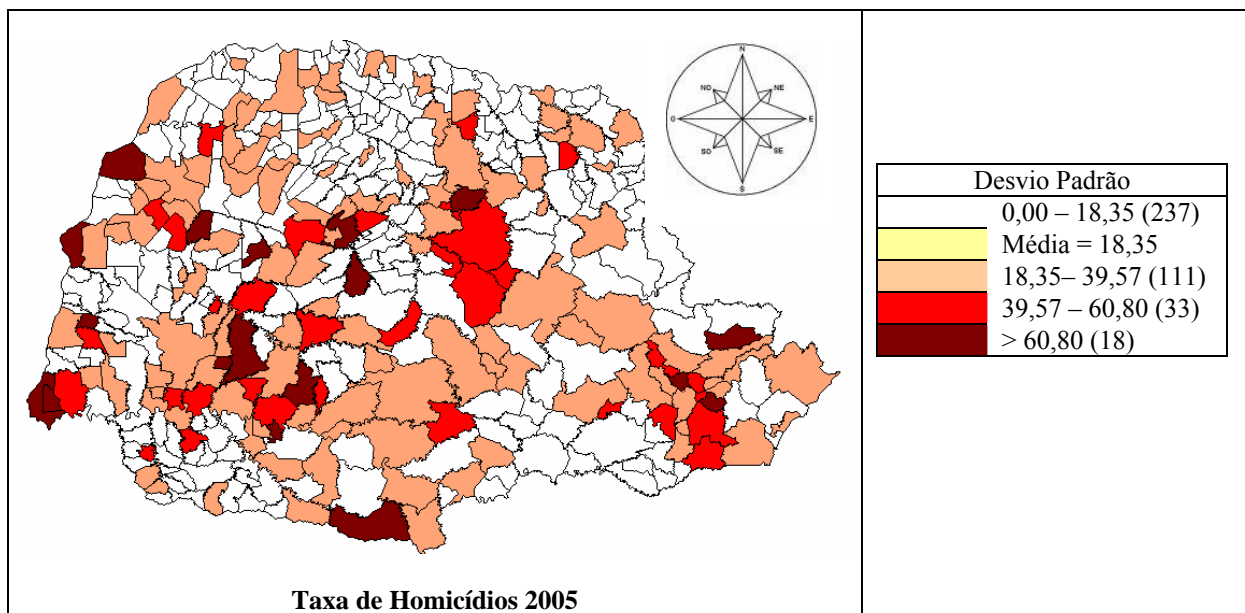 N
NO
NE
O
E
SO
SE
S
Taxa de Homicídios 2005
Desvio Padrão
0,00 – 18,35 (237)
Média = 18,35
18,35– 39,57 (111)
39,57 – 60,80 (33)
> 60,80 (18)